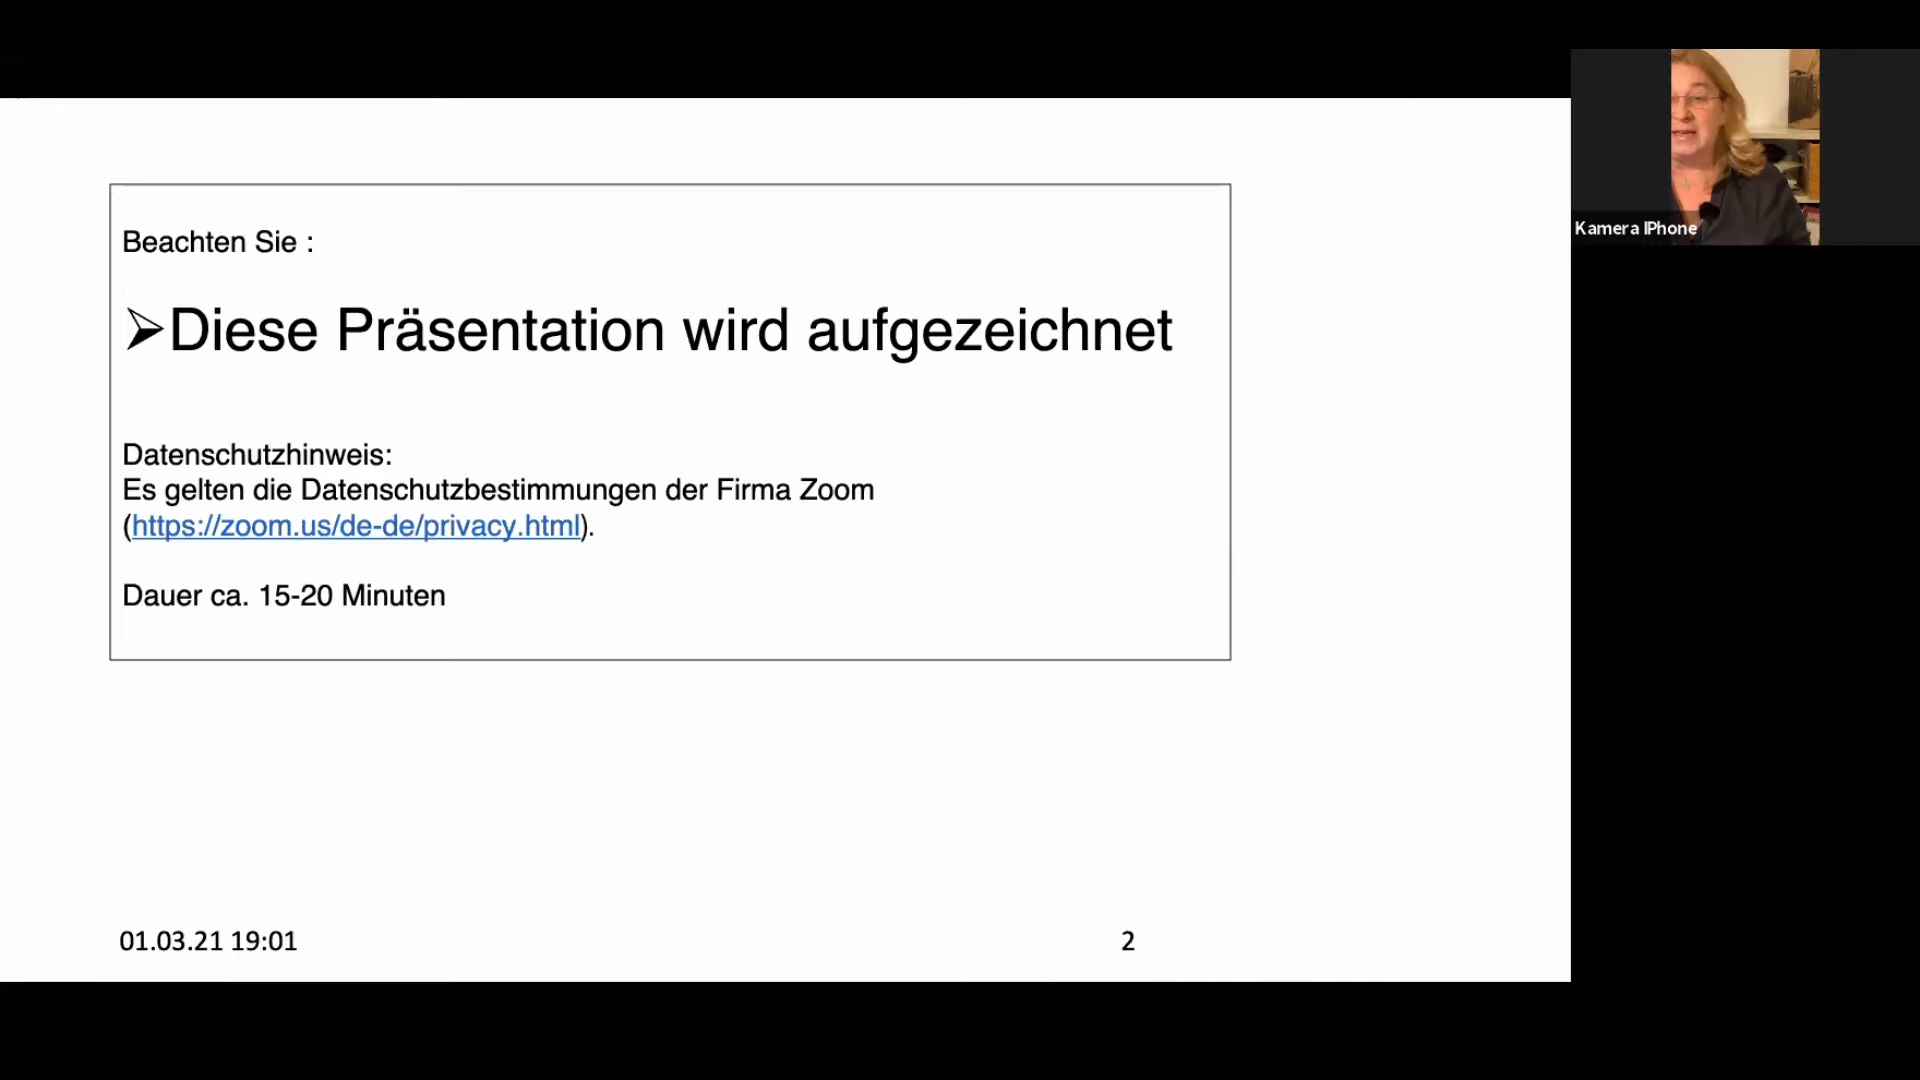 Beachten Sie :
➢Diese Präsentation wird aufgezeichnet
Datenschutzhinweis:
Es gelten die Datenschutzbestimmungen der Firma Zoom
(https://zoom.us/de-de/privacy.html).
Dauer ca. 15-20 Minuten
01.03.21 19:01
2
Kamera IPhone